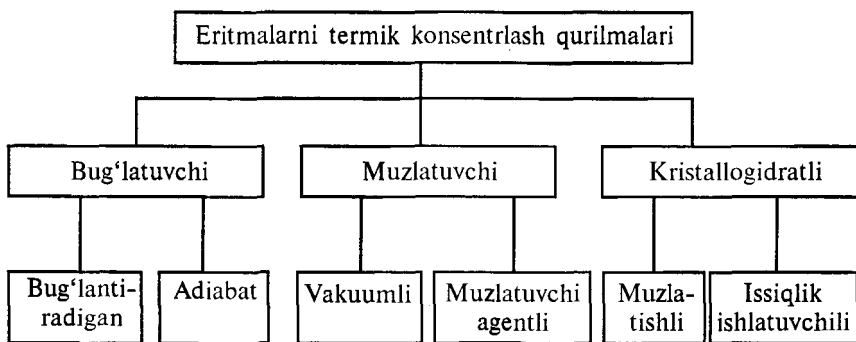 Eritmalarni termik konsentrlash qurilmalari
Bug‘latuvchi
Muzlatuvchi
Kristallogidratli
Bug‘lanti-
radigan
Adiabat
Vakuumli
Muzlatuvchi
agentli
Muzla-
tishli
Issiqlik
ishlatuvchili